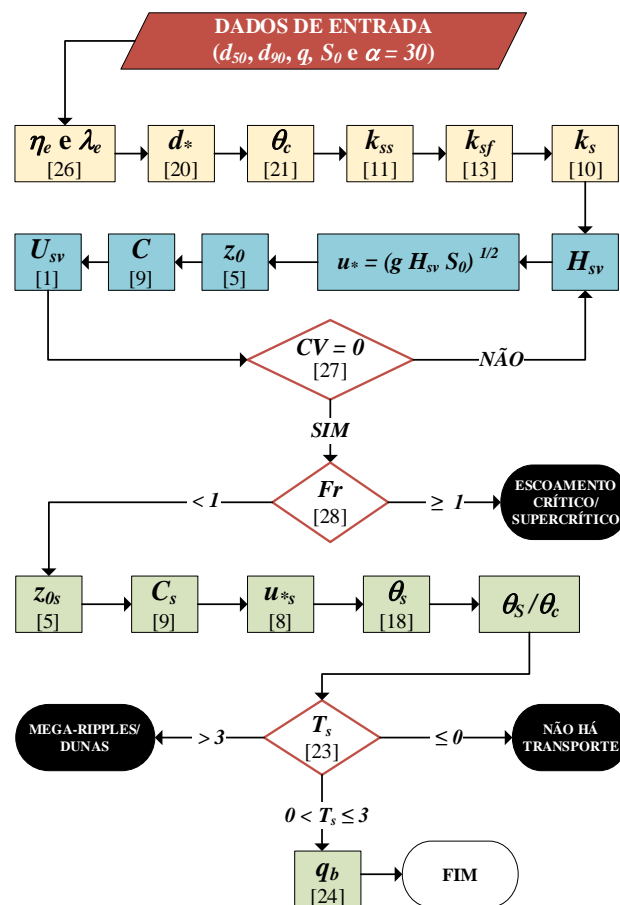 DADOS DE ENTRADA
(d50, d90, q, S0 e α = 30)
ηe e λe
[26]
d*
[20]
θc
[21]
kss
[11]
ksf
[13]
ks
[10]
Usv
[1]
C
[9]
z0
[5]
u* = (g Hsv S0) 1/2
Hsv
CV = 0
[27]
NÃO
SIM
Fr
[28]
< 1
≥ 1
ESCOAMENTO
CRÍTICO/
SUPERCRÍTICO
z0s
[5]
Cs
[9]
u*s
[8]
θs
[18]
θS/θc
MEGA-RIPPLES/
DUNAS
> 3
Ts
[23]
≤ 0
NÃO HÁ
TRANSPORTE
0 < Ts ≤ 3
qb
[24]
FIM